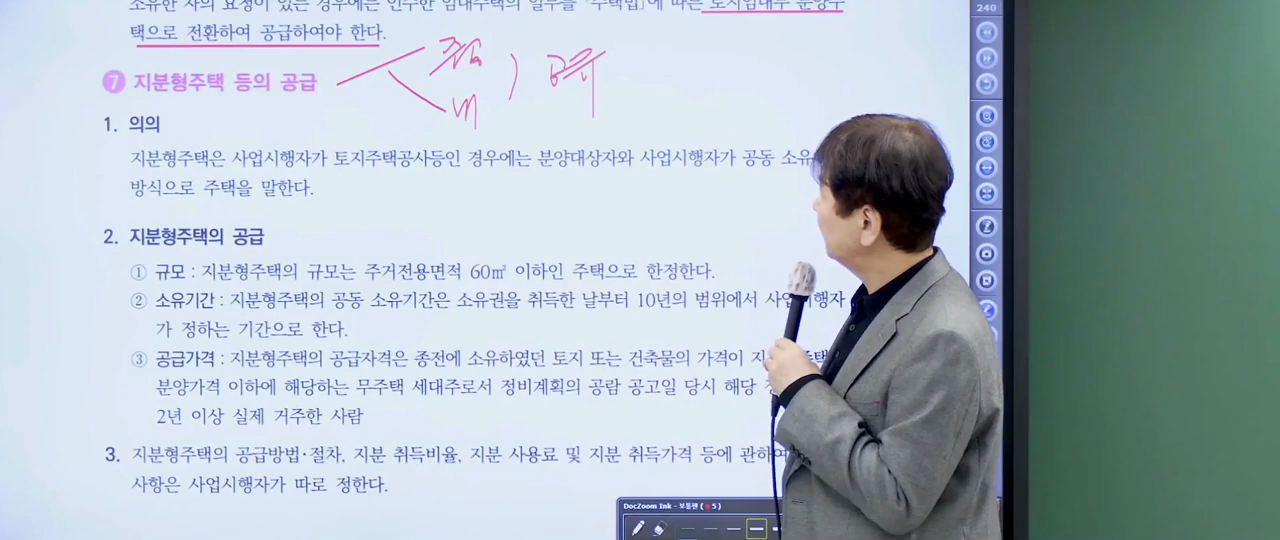 소유한 자의 요청이 있는 경우에는 인수한 임대주택의 일부를 「주택법」에 따른 토지임대부 분양주
택으로 전환하여 공급하여야 한다.
240
7 지분형주택 등의 공급
공유
1. 의의
지분형주택은 사업시행자가 토지주택공사등인 경우에는 분양대상자와 사업시행자가 공동 소유
방식으로 주택을 말한다.
2. 지분형주택의 공급
① 규모 : 지분형주택의 규모는 주거전용면적 60㎡ 이하인 주택으로 한정한다.
② 소유기간 : 지분형주택의 공동 소유기간은 소유권을 취득한 날부터 10년의 범위에서 사업시행자
가 정하는 기간으로 한다.
③ 공급가격 : 지분형주택의 공급자격은 종전에 소유하였던 토지 또는 건축물의 가격이
분양가격 이하에 해당하는 무주택 세대주로서 정비계획의 공람 공고일 당시 해당
2년 이상 실제 거주한 사람
3. 지분형주택의 공급방법·절차, 지분 취득비율, 지분 사용료 및 지분 취득가격 등에 관하여
사항은 사업시행자가 따로 정한다.
DocZoom Ink - 보통펜 ( 5 )